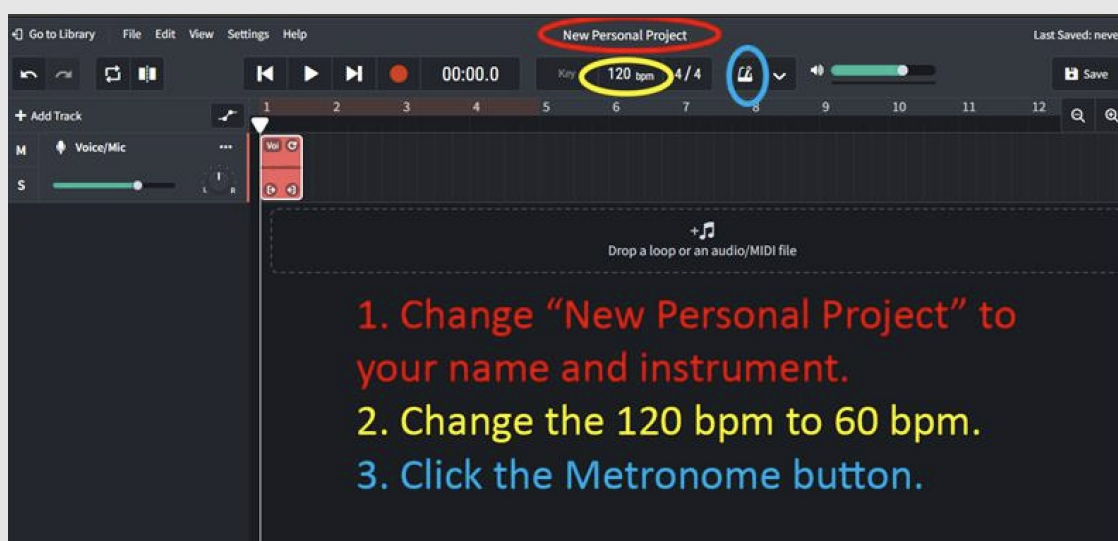 Go to Library File Edit View Settings Help New Personal Project Last Saved: neve
00:00.0 Key 120 bpm 4 / 4 Save
+ Add Track 1 2 3 4 5 6 7 8 9 10 11 12
M Voice/Mic ... Voi
S L R
+
Drop a loop or an audio/MIDI file
1. Change “New Personal Project” to
your name and instrument.
2. Change the 120 bpm to 60 bpm.
3. Click the Metronome button.